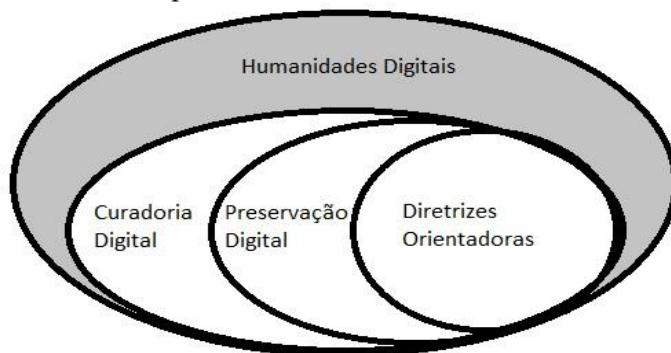 Humanidades Digitais
Curadoria
Digital
Preservação
Digital
Diretrizes
Orientadoras